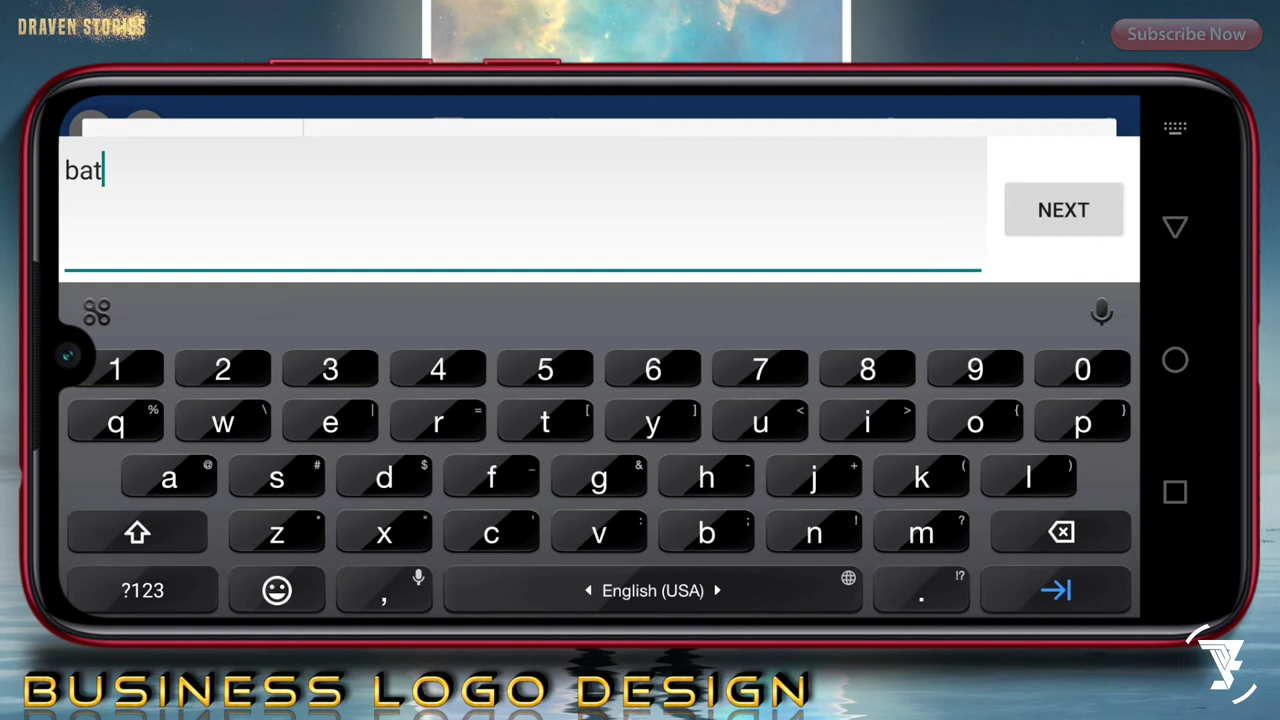 DRAVEN STORIES
Subscribe Now
bat
NEXT
1 2 3 4 5 6 7 8 9 0
q % w \ e | r = t [ y ] u < i > o { p }
a @ s # d $ f _ g & h - j + k ( l )
z * x " c ' v : b ; n ! m ?
?123 , English (USA) . !?
BUSINESS LOGO DESIGN